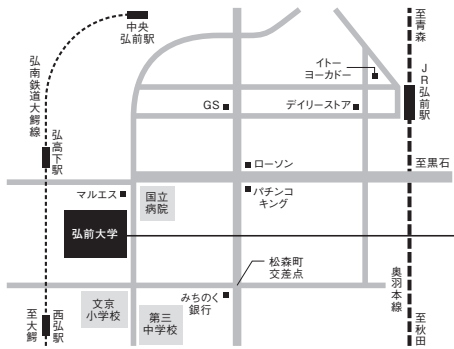 中央
弘前駅
至青森
弘南鉄道大鰐線
イトー
ヨーカドー
JR弘前駅
GS
デイリーストア
弘高下駅
ローソン
至黒石
マルエス
国立
病院
パチンコ
キング
弘前大学
松森町
交差点
奥羽本線
文京
小学校
みちのく
銀行
第三
中学校
西弘駅
至大鰐
至秋田